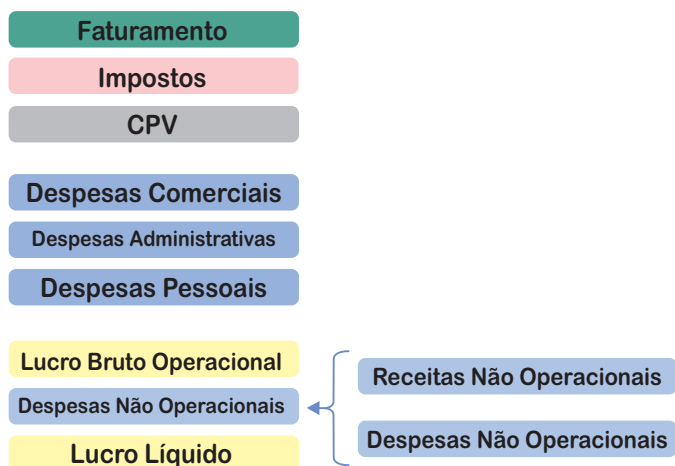 Faturamento
Impostos
CPV
Despesas Comerciais
Despesas Administrativas
Despesas Pessoais
Lucro Bruto Operacional
Despesas Não Operacionais
Lucro Líquido
Receitas Não Operacionais
Despesas Não Operacionais